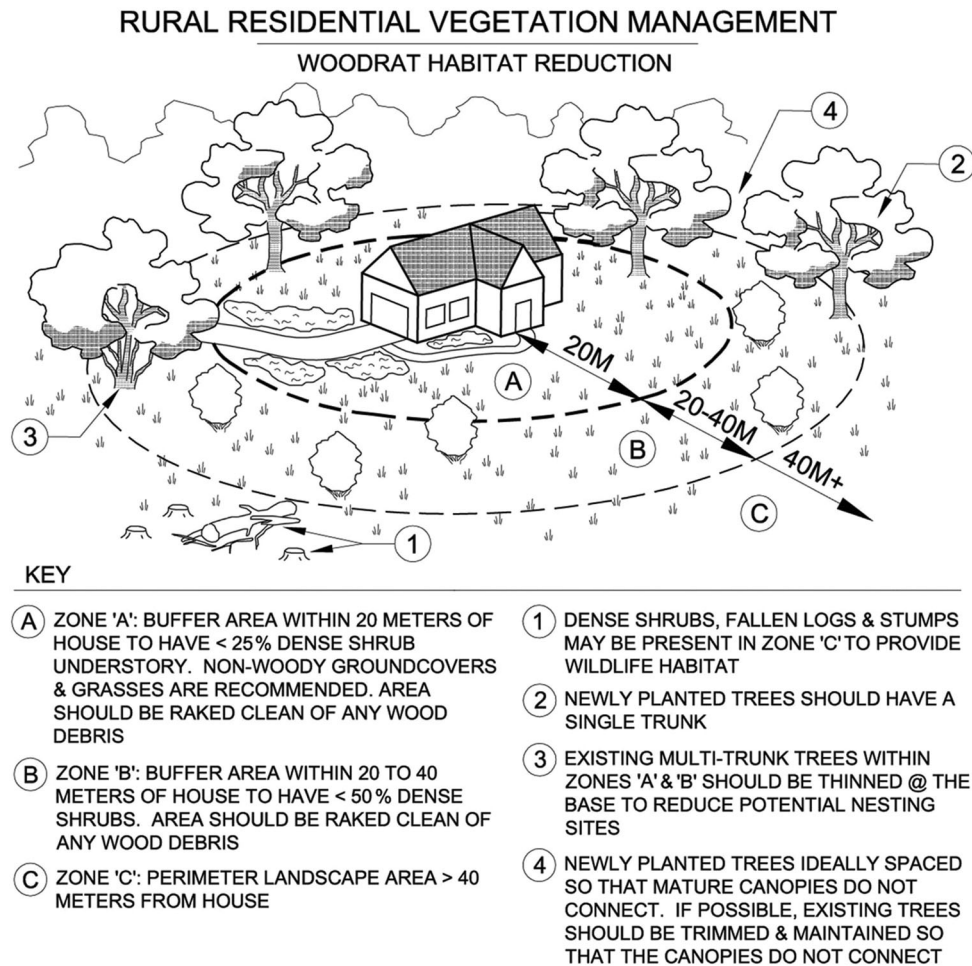 RURAL RESIDENTIAL VEGETATION MANAGEMENT
WOODRAT HABITAT REDUCTION
4
2
20M
A
20-40M
3
B
40M+
C
1
KEY
A
ZONE 'A': BUFFER AREA WITHIN 20 METERS OF
HOUSE TO HAVE < 25% DENSE SHRUB
UNDERSTORY. NON-WOODY GROUNDCOVERS
& GRASSES ARE RECOMMENDED. AREA
SHOULD BE RAKED CLEAN OF ANY WOOD
DEBRIS
B
ZONE 'B': BUFFER AREA WITHIN 20 TO 40
METERS OF HOUSE TO HAVE < 50% DENSE
SHRUBS. AREA SHOULD BE RAKED CLEAN OF
ANY WOOD DEBRIS
C
ZONE 'C': PERIMETER LANDSCAPE AREA > 40
METERS FROM HOUSE
1
DENSE SHRUBS, FALLEN LOGS & STUMPS
MAY BE PRESENT IN ZONE 'C' TO PROVIDE
WILDLIFE HABITAT
2
NEWLY PLANTED TREES SHOULD HAVE A
SINGLE TRUNK
3
EXISTING MULTI-TRUNK TREES WITHIN
ZONES 'A' & 'B' SHOULD BE THINNED @ THE
BASE TO REDUCE POTENTIAL NESTING
SITES
4
NEWLY PLANTED TREES IDEALLY SPACED
SO THAT MATURE CANOPIES DO NOT
CONNECT. IF POSSIBLE, EXISTING TREES
SHOULD BE TRIMMED & MAINTAINED SO
THAT THE CANOPIES DO NOT CONNECT